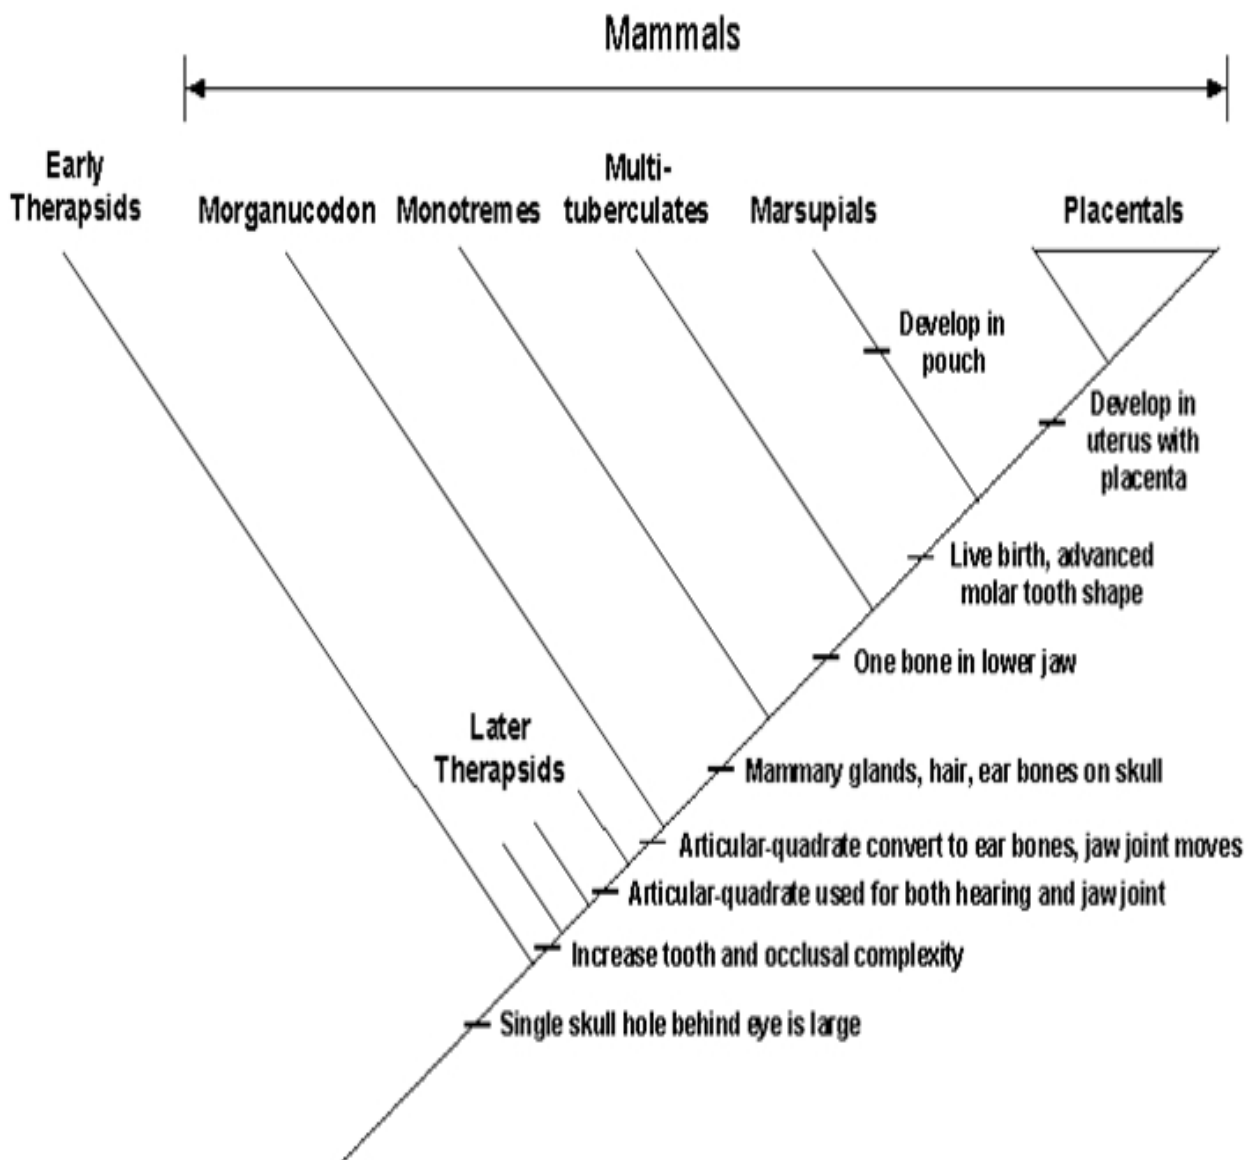 Mammals
Early
Therapsids
Morganucodon
Monotremes
Multi-
tuberculates
Marsupials
Placentals
Develop in
pouch
Develop in
uterus with
placenta
Live birth, advanced
molar tooth shape
One bone in lower jaw
Later
Therapsids
Mammary glands, hair, ear bones on skull
Articular-quadrate convert to ear bones, jaw joint moves
Articular-quadrate used for both hearing and jaw joint
Increase tooth and occlusal complexity
Single skull hole behind eye is large